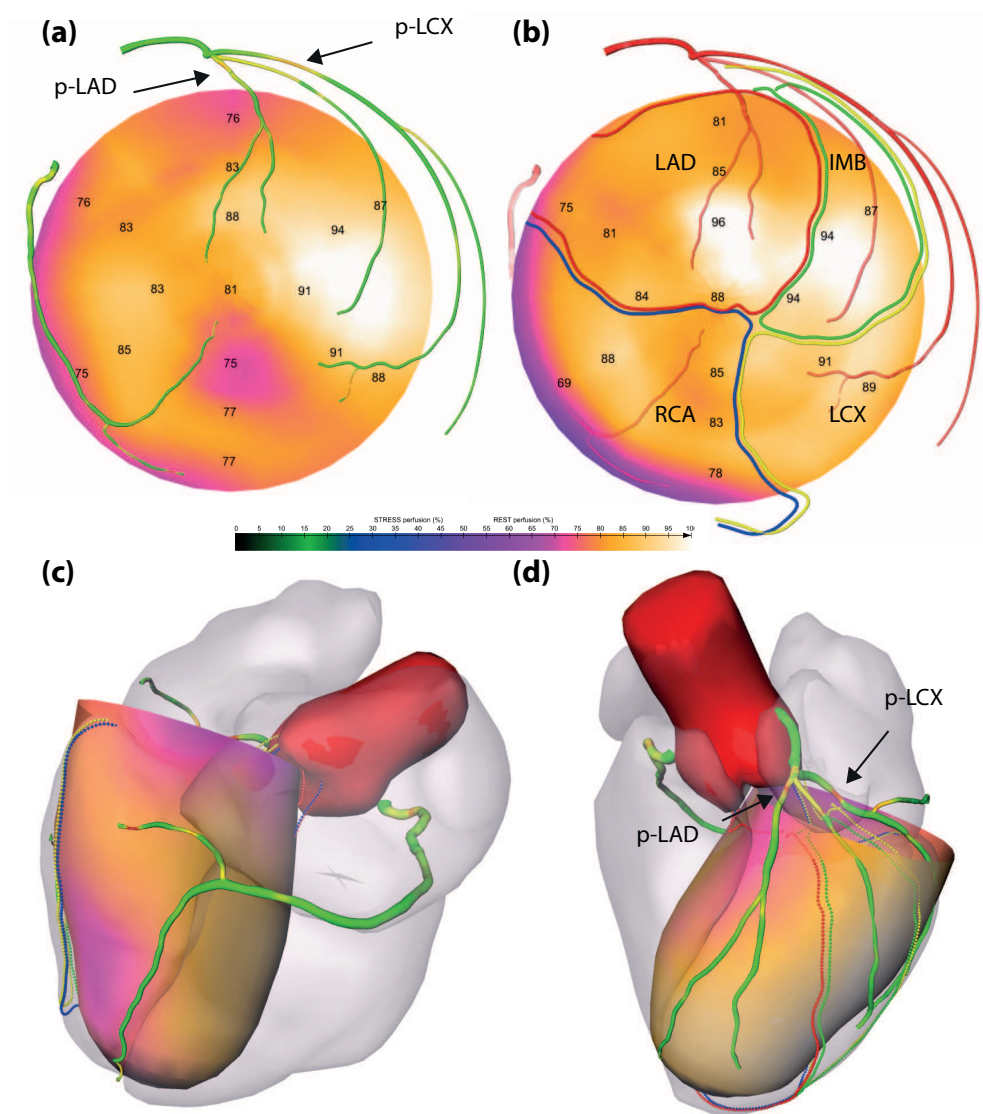 (a)
p-LCX
p-LAD
76
83
76
83
88
87
94
83
81
91
85
75
75
91
88
77
77
(b)
81
LAD
85
IMB
75
81
96
87
94
84
88
94
88
69
85
91
89
RCA
83
LCX
78
STRESS perfusion (%) REST perfusion (%)
0 5 10 15 20 25 30 35 40 45 50 55 60 65 70 75 80 85 90 95 100
(c)
(d)
p-LCX
p-LAD